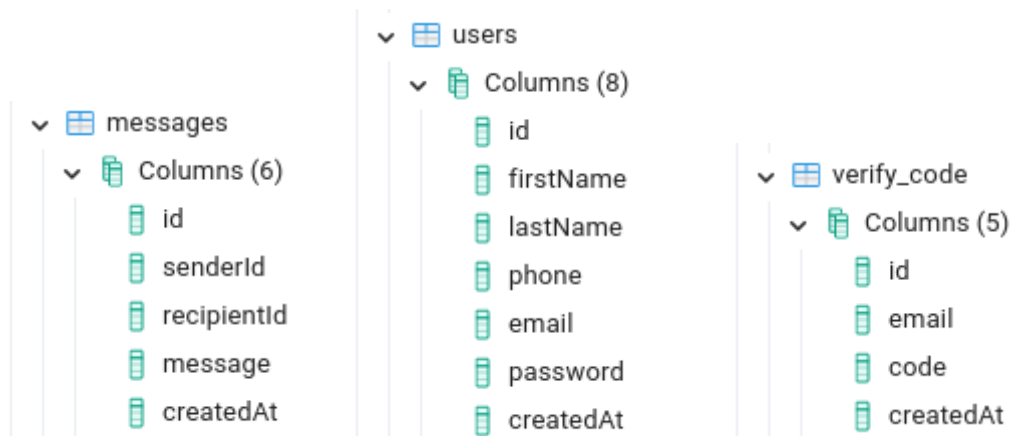 messages
Columns (6)
id
senderId
recipientId
message
createdAt
users
Columns (8)
id
firstName
lastName
phone
email
password
createdAt
verify_code
Columns (5)
id
email
code
createdAt